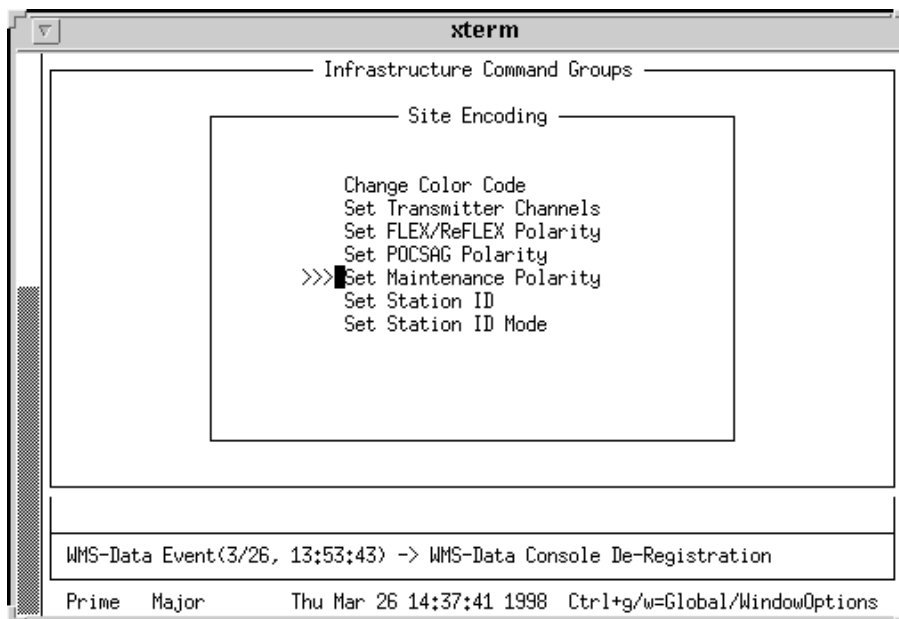 xterm
Infrastructure Command Groups
Site Encoding
Change Color Code
Set Transmitter Channels
Set FLEX/ReFLEX Polarity
Set POCSAG Polarity
>>> Set Maintenance Polarity
Set Station ID
Set Station ID Mode
WMS-Data Event(3/26, 13:53:43) -> WMS-Data Console De-Registration
Prime Major Thu Mar 26 14:37:41 1998 Ctrl+g/w=Global/WindowOptions